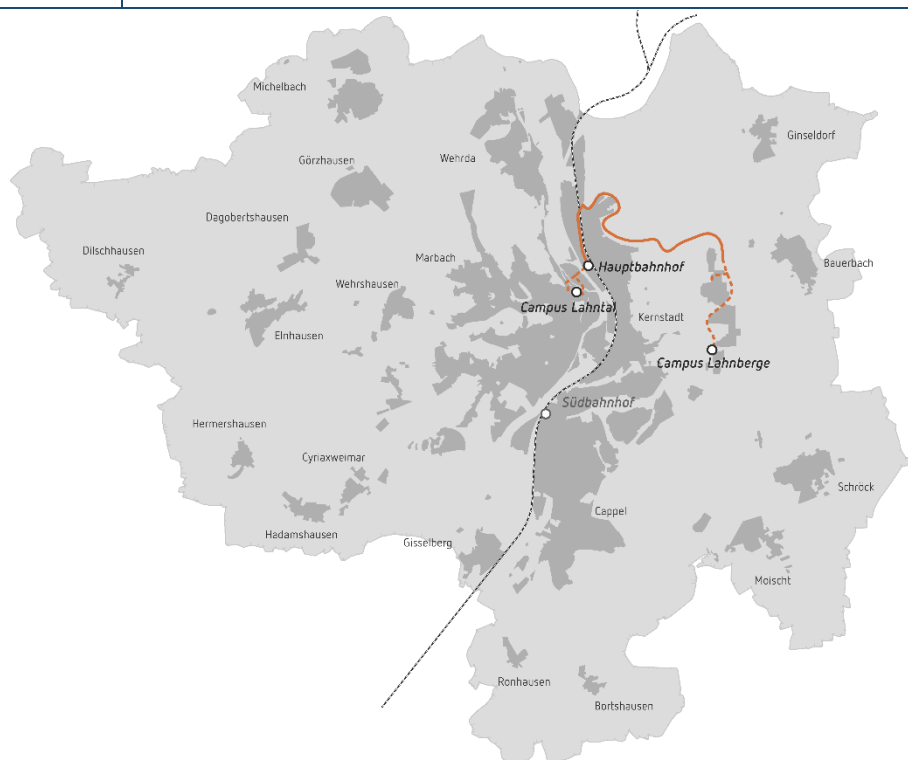 Michelbach
Ginseldorf
Görzhausen
Wehrda
Dagobertshausen
Dilschhausen
Marbach
Bauerbach
Hauptbahnhof
Wehrshausen
Campus Lahntal
Kernstadt
Elnhausen
Campus Lahnberge
Südbahnhof
Hermershausen
Cyriaxweimar
Schröck
Cappel
Hadamshausen
Gisselberg
Moischt
Ronhausen
Bortshausen